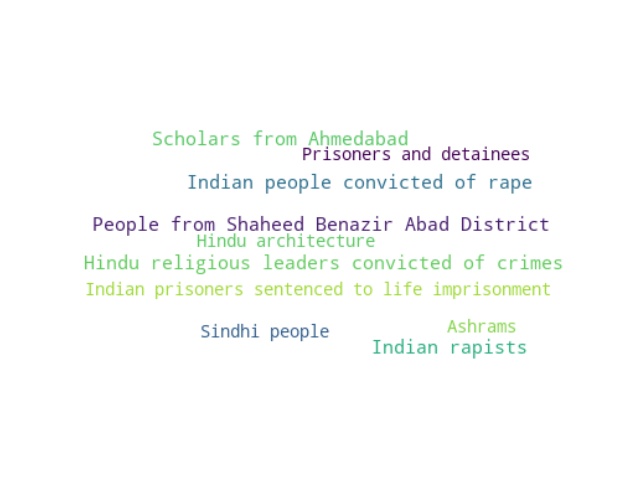 Scholars from Ahmedabad
Prisoners and detainees
Indian people convicted of rape
People from Shaheed Benazir Abad District
Hindu architecture
Hindu religious leaders convicted of crimes
Indian prisoners sentenced to life imprisonment
Ashrams
Sindhi people
Indian rapists